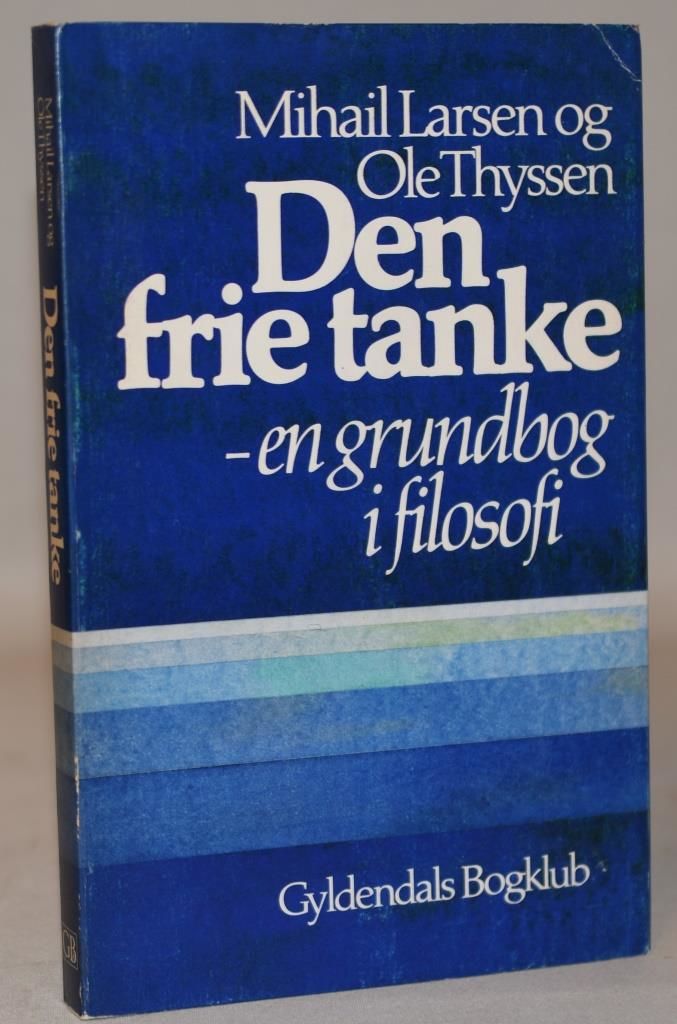 Mihail Larsen og
Ole Thyssen
Den
frie tanke
- en grundbog
i filosofi
Gyldendals Bogklub
Mihail Larsen og
Ole Thyssen
Den frie tanke
GB